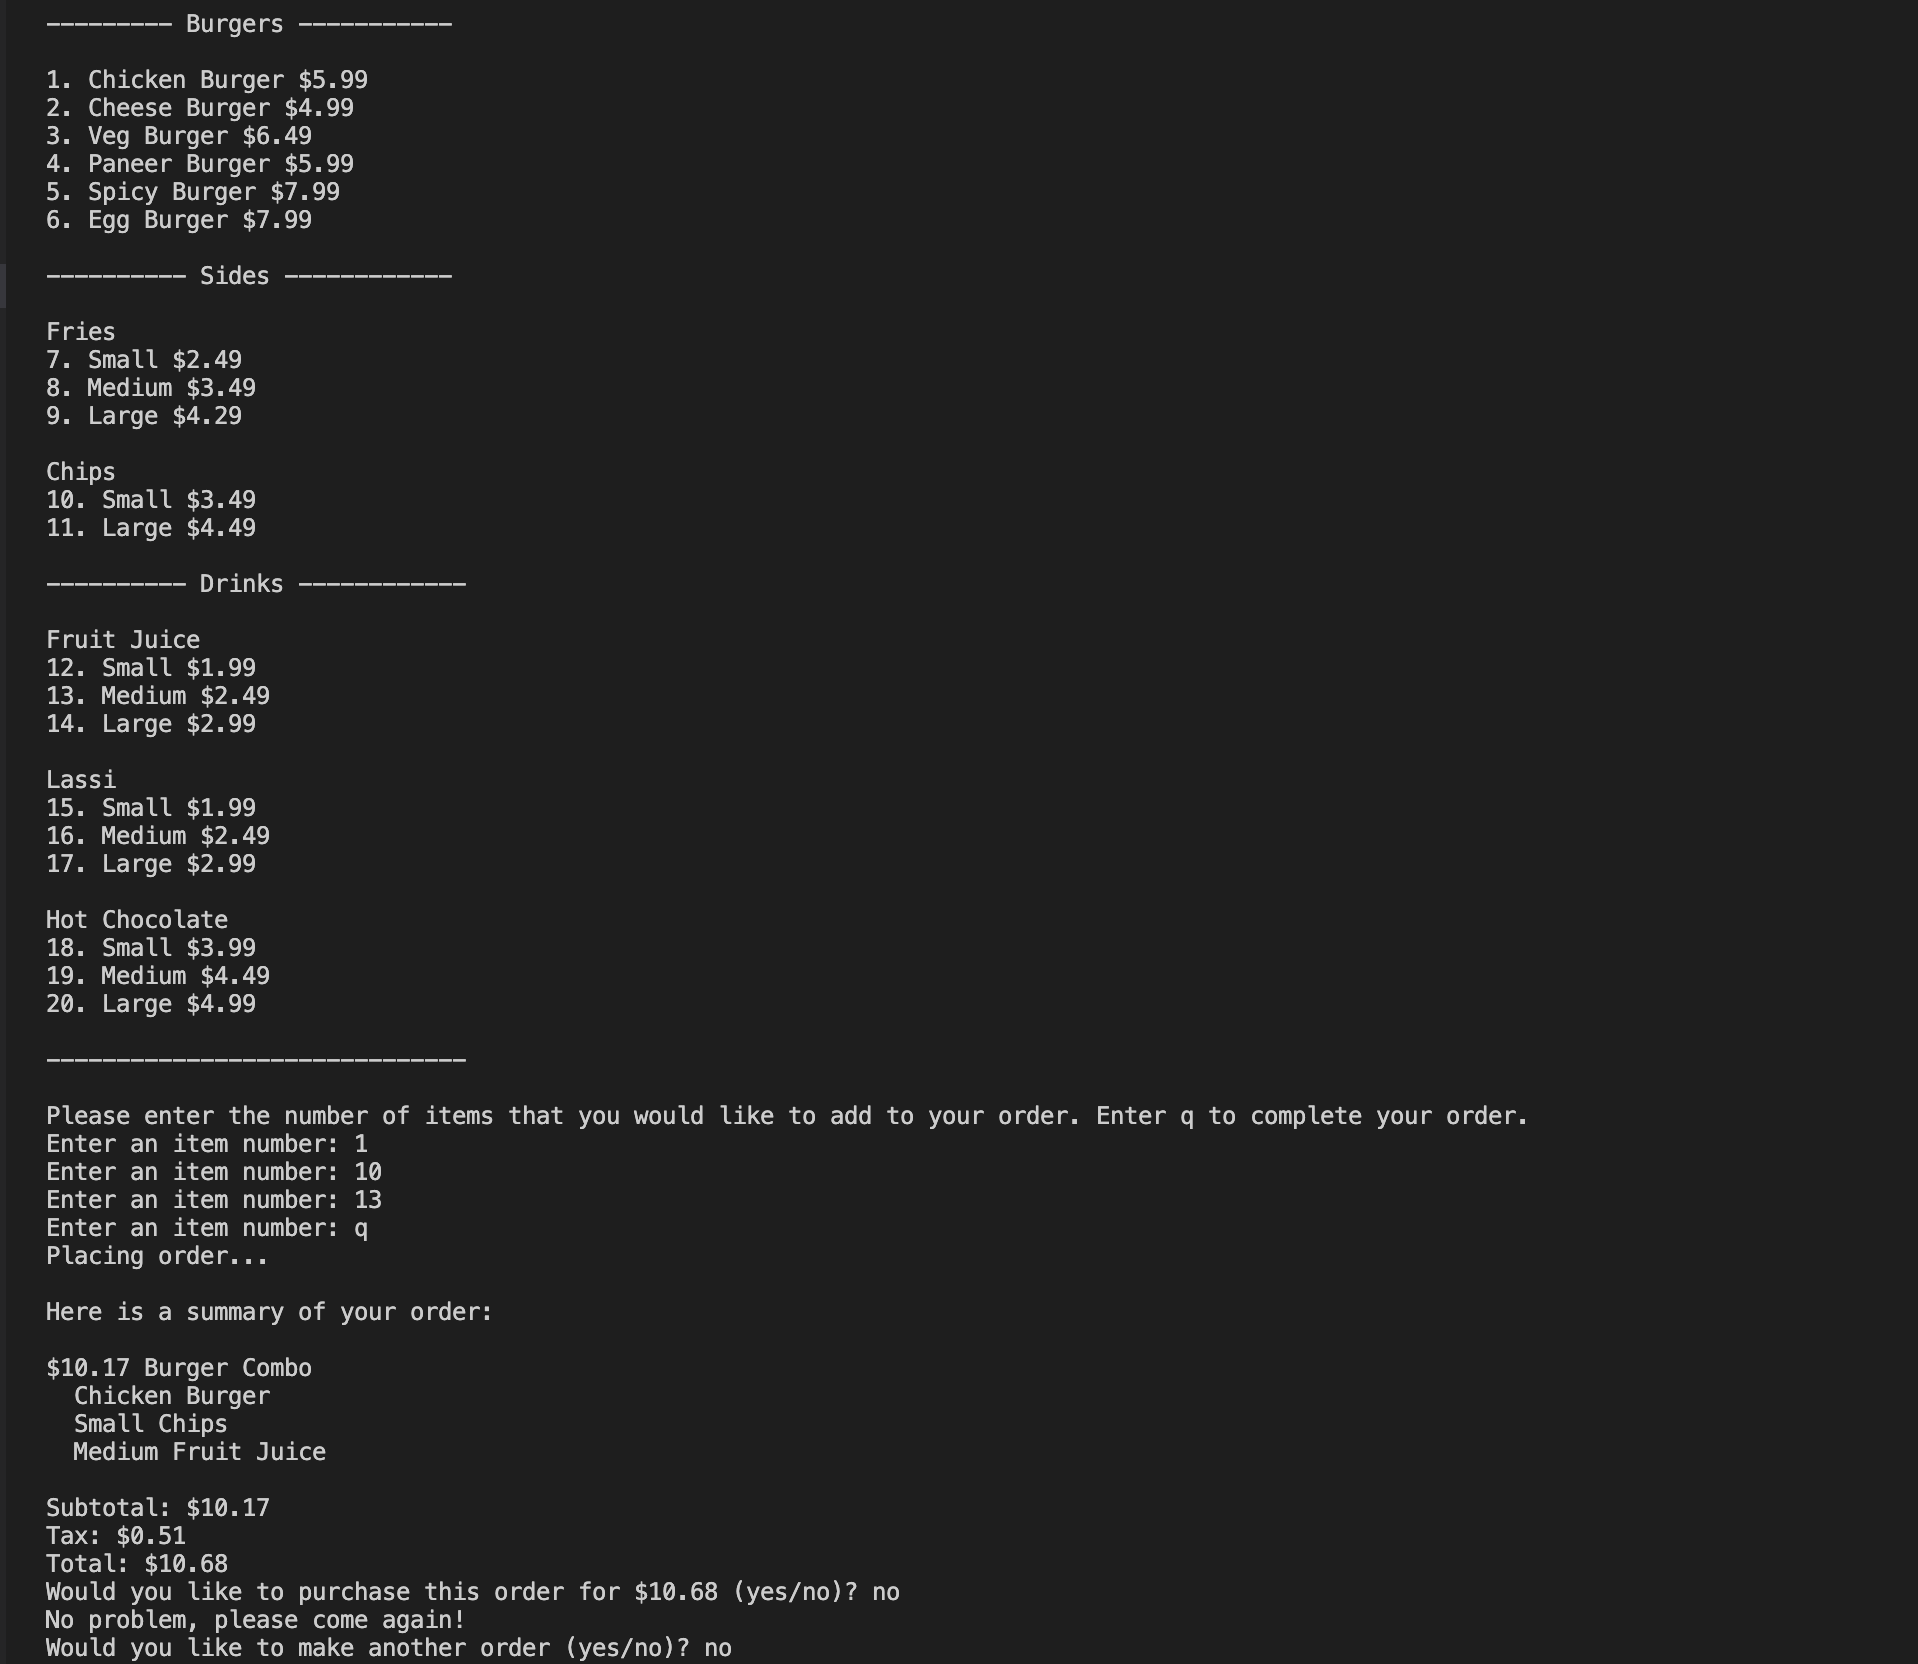 --------- Burgers -----------
1. Chicken Burger $5.99
2. Cheese Burger $4.99
3. Veg Burger $6.49
4. Paneer Burger $5.99
5. Spicy Burger $7.99
6. Egg Burger $7.99
---------- Sides ------------
Fries
7. Small $2.49
8. Medium $3.49
9. Large $4.29
Chips
10. Small $3.49
11. Large $4.49
---------- Drinks ------------
Fruit Juice
12. Small $1.99
13. Medium $2.49
14. Large $2.99
Lassi
15. Small $1.99
16. Medium $2.49
17. Large $2.99
Hot Chocolate
18. Small $3.99
19. Medium $4.49
20. Large $4.99
------------------------------
Please enter the number of items that you would like to add to your order. Enter q to complete your order.
Enter an item number: 1
Enter an item number: 10
Enter an item number: 13
Enter an item number: q
Placing order...
Here is a summary of your order:
$10.17 Burger Combo
  Chicken Burger
  Small Chips
  Medium Fruit Juice
Subtotal: $10.17
Tax: $0.51
Total: $10.68
Would you like to purchase this order for $10.68 (yes/no)? no
No problem, please come again!
Would you like to make another order (yes/no)? no